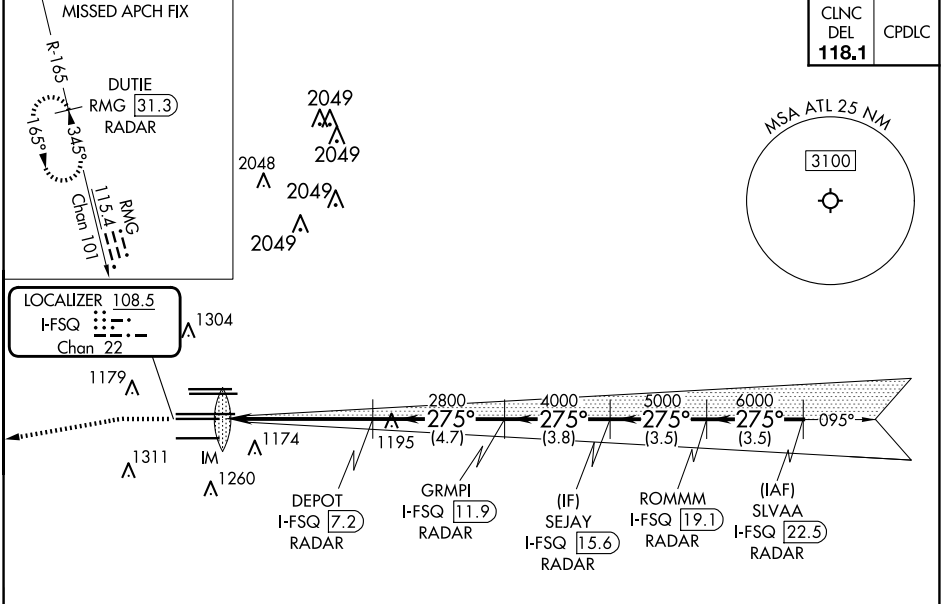 MISSED APCH FIX
R-165
DUTIE
RMG 31.3
RADAR
165°
345°
RMG
115.4
Chan 101
CLNC
DEL
118.1
CPDLC
MSA ATL 25 NM
3100
2049
2049
2048
2049
2049
LOCALIZER 108.5
I-FSQ
Chan 22
1304
1179
1311
IM
1260
1174
1195
2800
275°
(4.7)
4000
275°
(3.8)
5000
275°
(3.5)
6000
275°
(3.5)
095°
DEPOT
I-FSQ 7.2
RADAR
GRMPI
I-FSQ 11.9
RADAR
(IF)
SEJAY
I-FSQ 15.6
RADAR
ROMMM
I-FSQ 19.1
RADAR
(IAF)
SLVAA
I-FSQ 22.5
RADAR